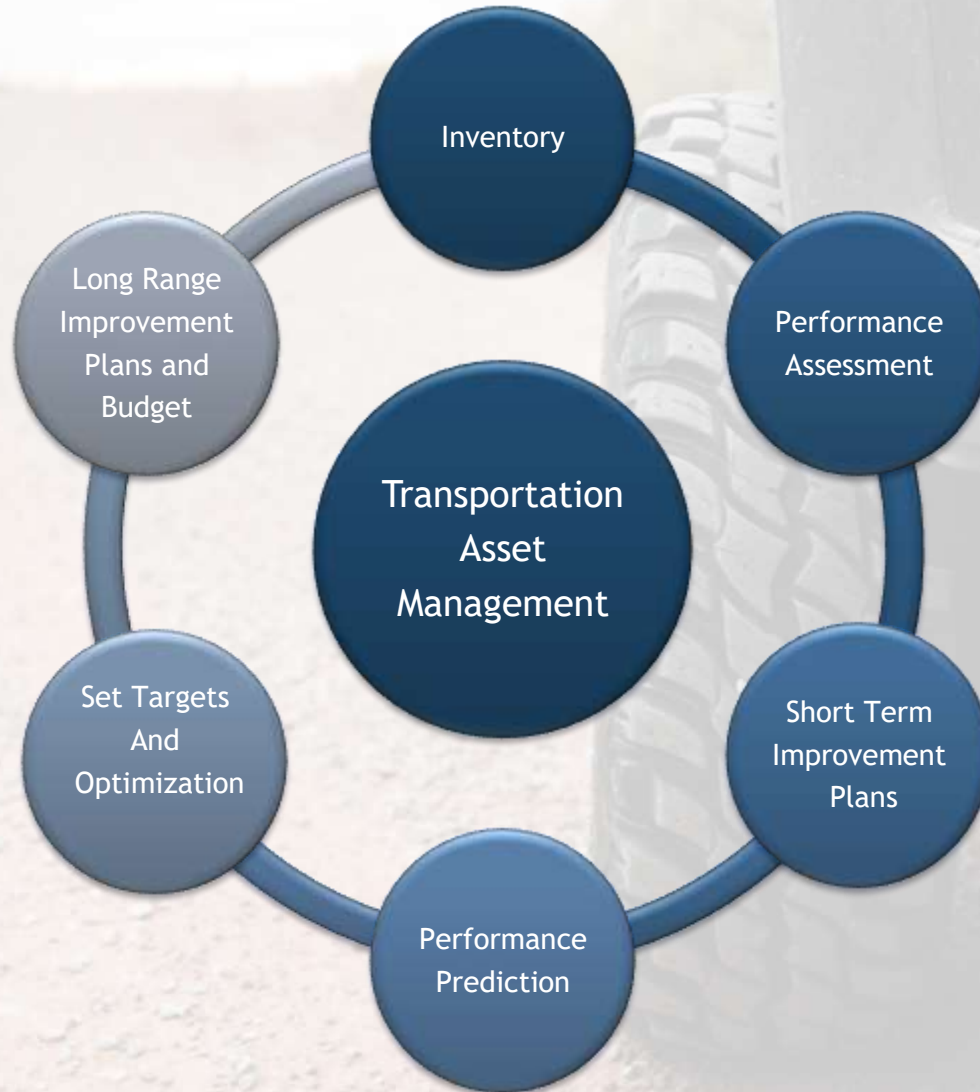 Inventory
Performance
Assessment
Short Term
Improvement
Plans
Performance
Prediction
Set Targets
And
Optimization
Long Range
Improvement
Plans and
Budget
Transportation
Asset
Management